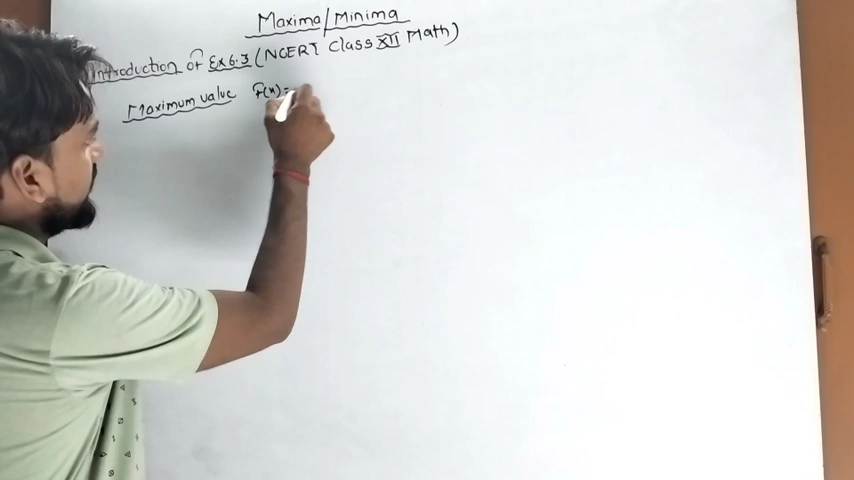 Maxima/Minima
Introduction of Ex 6.3 (NCERT Class XII Math)
Maximum value f(x)=